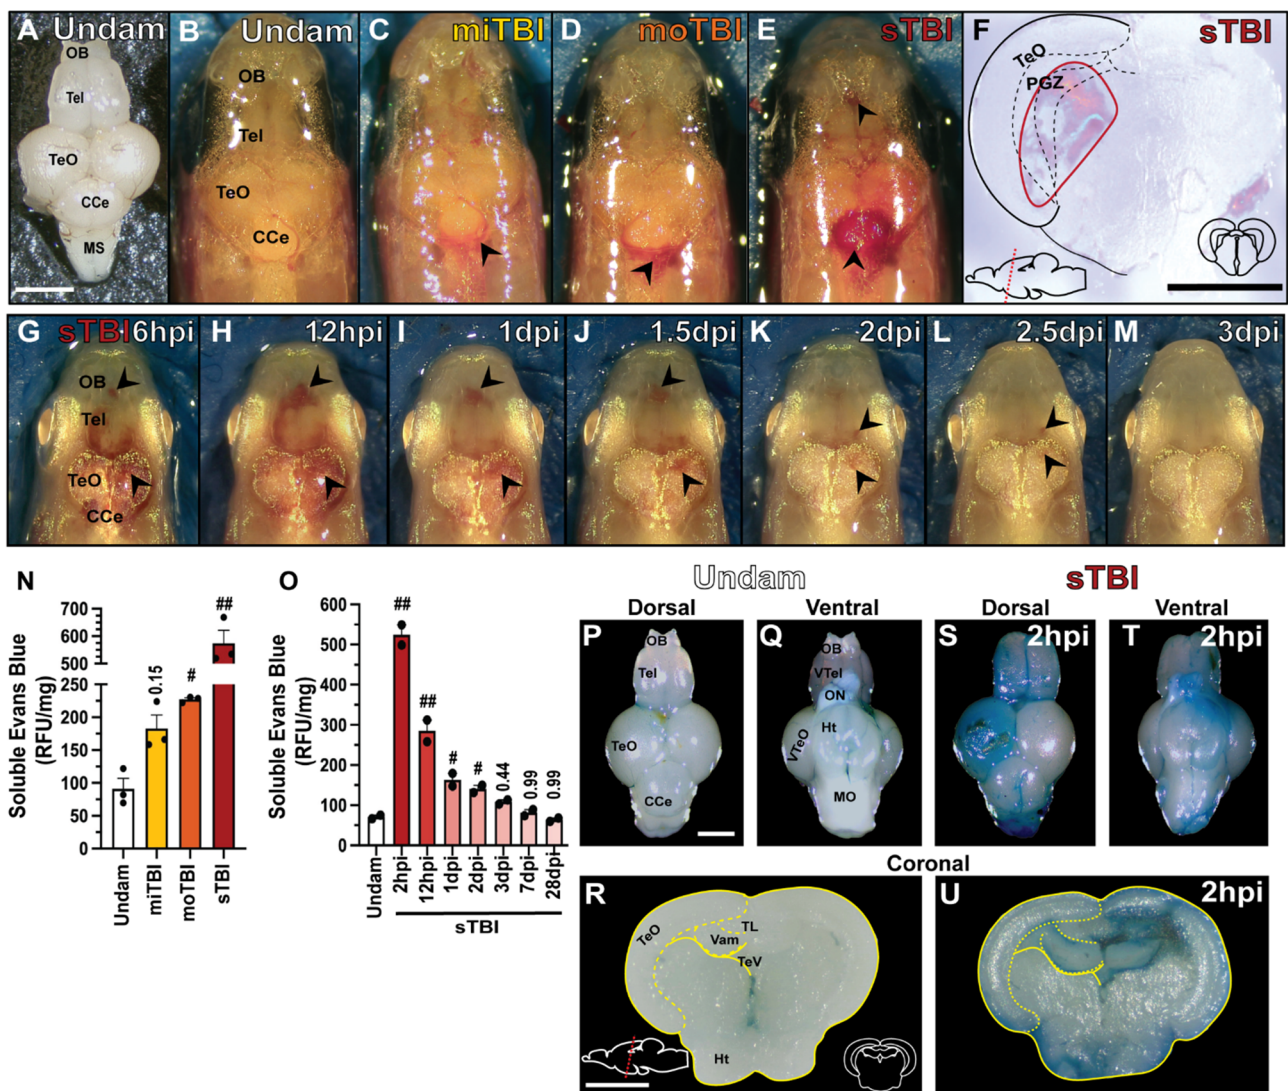 A Undam
OB
Tel
TeO
CCe
MS
B Undam
OB
Tel
TeO
CCe
C miTBI
D moTBI
E sTBI
F sTBI
TeO
PGZ
G sTBI 6hpi
OB
Tel
TeO
CCe
H 12hpi
I 1dpi
J 1.5dpi
K 2dpi
L 2.5dpi
M 3dpi
N
Soluble Evans Blue
(RFU/mg)
700
600
500
250
200
150
100
50
0
0.15
#
##
Undam
miTBI
moTBI
sTBI
O
Soluble Evans Blue
(RFU/mg)
600
500
400
300
200
100
0
##
##
#
#
0.44
0.99
0.99
Undam
2hpi
12hpi
1dpi
2dpi
3dpi
7dpi
28dpi
sTBI
Undam
sTBI
Dorsal
Ventral
Dorsal
Ventral
P
OB
Tel
TeO
CCe
Q
OB
VTel
ON
Ht
VTeO
MO
S 2hpi
T 2hpi
Coronal
R
TeO
TL
Vam
TeV
Ht
U 2hpi